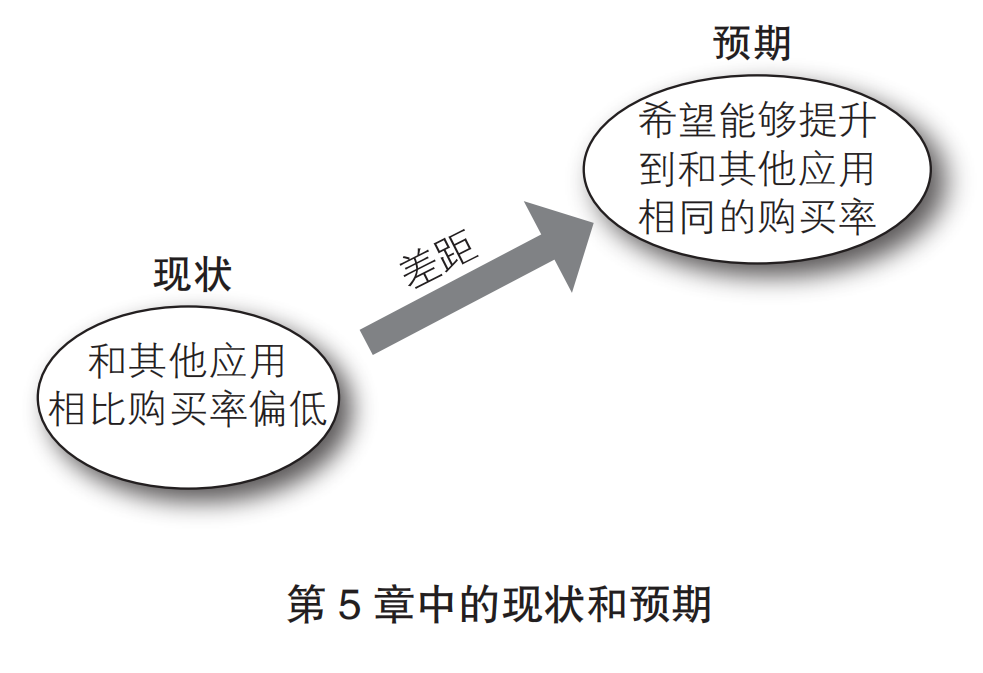 预期
希望能够提升
到和其他应用
相同的购买率
差距
现状
和其他应用
相比购买率偏低
第 5 章中的现状和预期